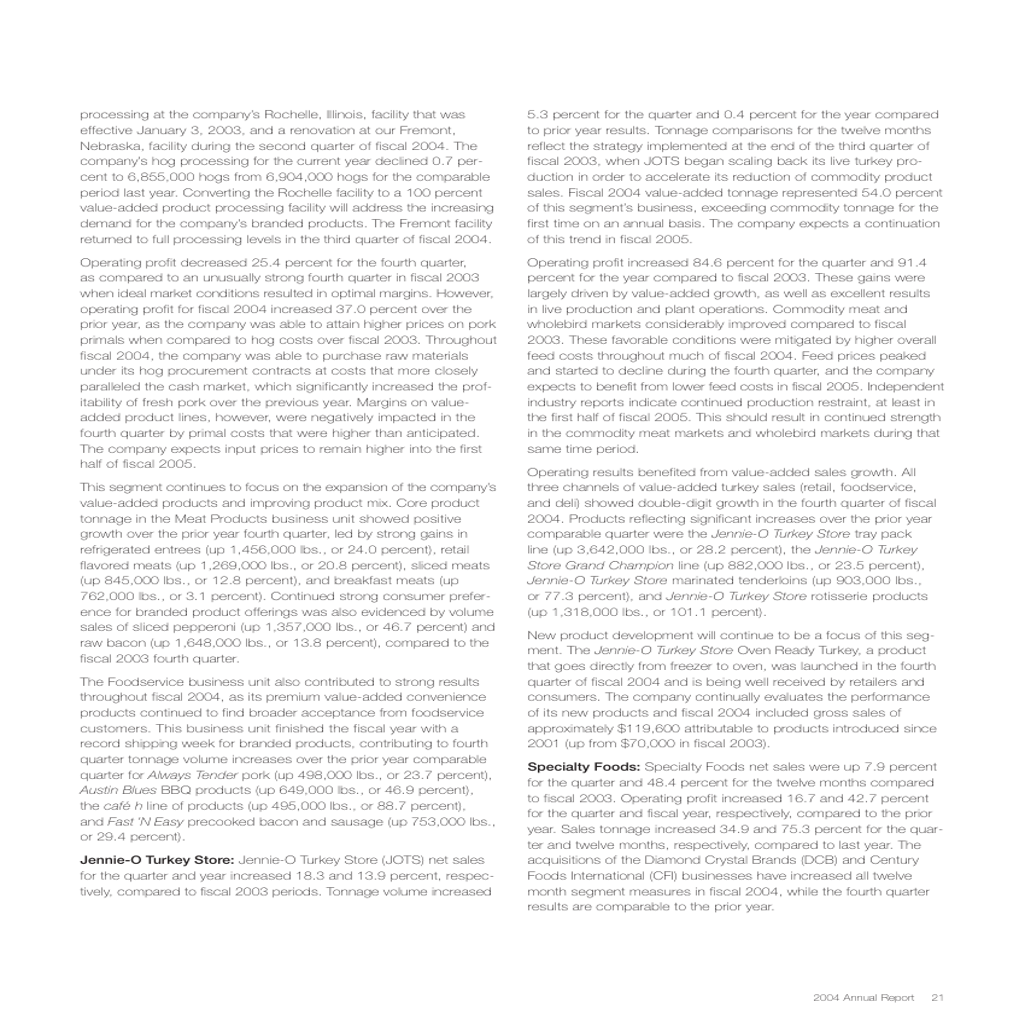 processing at the company's Rochelle, Illinois, facility that was
effective January 3, 2003, and a renovation at our Fremont,
Nebraska, facility during the second quarter of fiscal 2004. The
company's hog processing for the current year declined 0.7 per-
cent to 6,855,000 hogs from 6,904,000 hogs for the comparable
period last year. Converting the Rochelle facility to a 100 percent
value-added product processing facility will address the increasing
demand for the company's branded products. The Fremont facility
returned to full processing levels in the third quarter of fiscal 2004.
Operating profit decreased 25.4 percent for the fourth quarter,
as compared to an unusually strong fourth quarter in fiscal 2003
when ideal market conditions resulted in optimal margins. However,
operating profit for fiscal 2004 increased 37.0 percent over the
prior year, as the company was able to attain higher prices on pork
primals when compared to hog costs over fiscal 2003. Throughout
fiscal 2004, the company was able to purchase raw materials
under its hog procurement contracts at costs that more closely
paralleled the cash market, which significantly increased the prof-
itability of fresh pork over the previous year. Margins on value-
added product lines, however, were negatively impacted in the
fourth quarter by primal costs that were higher than anticipated.
The company expects input prices to remain higher into the first
half of fiscal 2005.
This segment continues to focus on the expansion of the company's
value-added products and improving product mix. Core product
tonnage in the Meat Products business unit showed positive
growth over the prior year fourth quarter, led by strong gains in
refrigerated entrees (up 1,456,000 lbs., or 24.0 percent), retail
flavored meats (up 1,269,000 lbs., or 20.8 percent), sliced meats
(up 845,000 lbs., or 12.8 percent), and breakfast meats (up
762,000 lbs., or 3.1 percent). Continued strong consumer prefer-
ence for branded product offerings was also evidenced by volume
sales of sliced pepperoni (up 1,357,000 lbs., or 46.7 percent) and
raw bacon (up 1,648,000 lbs., or 13.8 percent), compared to the
fiscal 2003 fourth quarter.
The Foodservice business unit also contributed to strong results
throughout fiscal 2004, as its premium value-added convenience
products continued to find broader acceptance from foodservice
customers. This business unit finished the fiscal year with a
record shipping week for branded products, contributing to fourth
quarter tonnage volume increases over the prior year comparable
quarter for Always Tender pork (up 498,000 lbs., or 23.7 percent),
Austin Blues BBQ products (up 649,000 lbs., or 46.9 percent),
the café h line of products (up 495,000 lbs., or 88.7 percent),
and Fast 'N Easy precooked bacon and sausage (up 753,000 lbs.,
or 29.4 percent).
Jennie-O Turkey Store: Jennie-O Turkey Store (JOTS) net sales
for the quarter and year increased 18.3 and 13.9 percent, respec-
tively, compared to fiscal 2003 periods. Tonnage volume increased
5.3 percent for the quarter and 0.4 percent for the year compared
to prior year results. Tonnage comparisons for the twelve months
reflect the strategy implemented at the end of the third quarter of
fiscal 2003, when JOTS began scaling back its live turkey pro-
duction in order to accelerate its reduction of commodity product
sales. Fiscal 2004 value-added tonnage represented 54.0 percent
of this segment's business, exceeding commodity tonnage for the
first time on an annual basis. The company expects a continuation
of this trend in fiscal 2005.
Operating profit increased 84.6 percent for the quarter and 91.4
percent for the year compared to fiscal 2003. These gains were
largely driven by value-added growth, as well as excellent results
in live production and plant operations. Commodity meat and
wholebird markets considerably improved compared to fiscal
2003. These favorable conditions were mitigated by higher overall
feed costs throughout much of fiscal 2004. Feed prices peaked
and started to decline during the fourth quarter, and the company
expects to benefit from lower feed costs in fiscal 2005. Independent
industry reports indicate continued production restraint, at least in
the first half of fiscal 2005. This should result in continued strength
in the commodity meat markets and wholebird markets during that
same time period.
Operating results benefited from value-added sales growth. All
three channels of value-added turkey sales (retail, foodservice,
and deli) showed double-digit growth in the fourth quarter of fiscal
2004. Products reflecting significant increases over the prior year
comparable quarter were the Jennie-O Turkey Store tray pack
line (up 3,642,000 lbs., or 28.2 percent), the Jennie-O Turkey
Store Grand Champion line (up 882,000 lbs., or 23.5 percent),
Jennie-O Turkey Store marinated tenderloins (up 903,000 lbs.,
or 77.3 percent), and Jennie-O Turkey Store rotisserie products
(up 1,318,000 lbs., or 101.1 percent).
New product development will continue to be a focus of this seg-
ment. The Jennie-O Turkey Store Oven Ready Turkey, a product
that goes directly from freezer to oven, was launched in the fourth
quarter of fiscal 2004 and is being well received by retailers and
consumers. The company continually evaluates the performance
of its new products and fiscal 2004 included gross sales of
approximately $119,600 attributable to products introduced since
2001 (up from $70,000 in fiscal 2003).
Specialty Foods: Specialty Foods net sales were up 7.9 percent
for the quarter and 48.4 percent for the twelve months compared
to fiscal 2003. Operating profit increased 16.7 and 42.7 percent
for the quarter and fiscal year, respectively, compared to the prior
year. Sales tonnage increased 34.9 and 75.3 percent for the quar-
ter and twelve months, respectively, compared to last year. The
acquisitions of the Diamond Crystal Brands (DCB) and Century
Foods International (CFI) businesses have increased all twelve
month segment measures in fiscal 2004, while the fourth quarter
results are comparable to the prior year.
2004 Annual Report 21